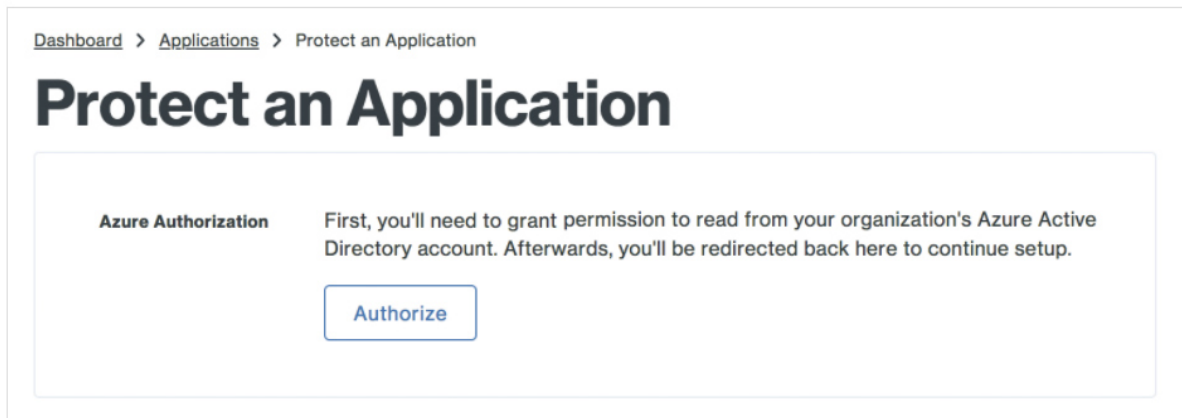 Dashboard > Applications > Protect an Application
Protect an Application
Azure Authorization
First, you'll need to grant permission to read from your organization's Azure Active
Directory account. Afterwards, you'll be redirected back here to continue setup.
Authorize